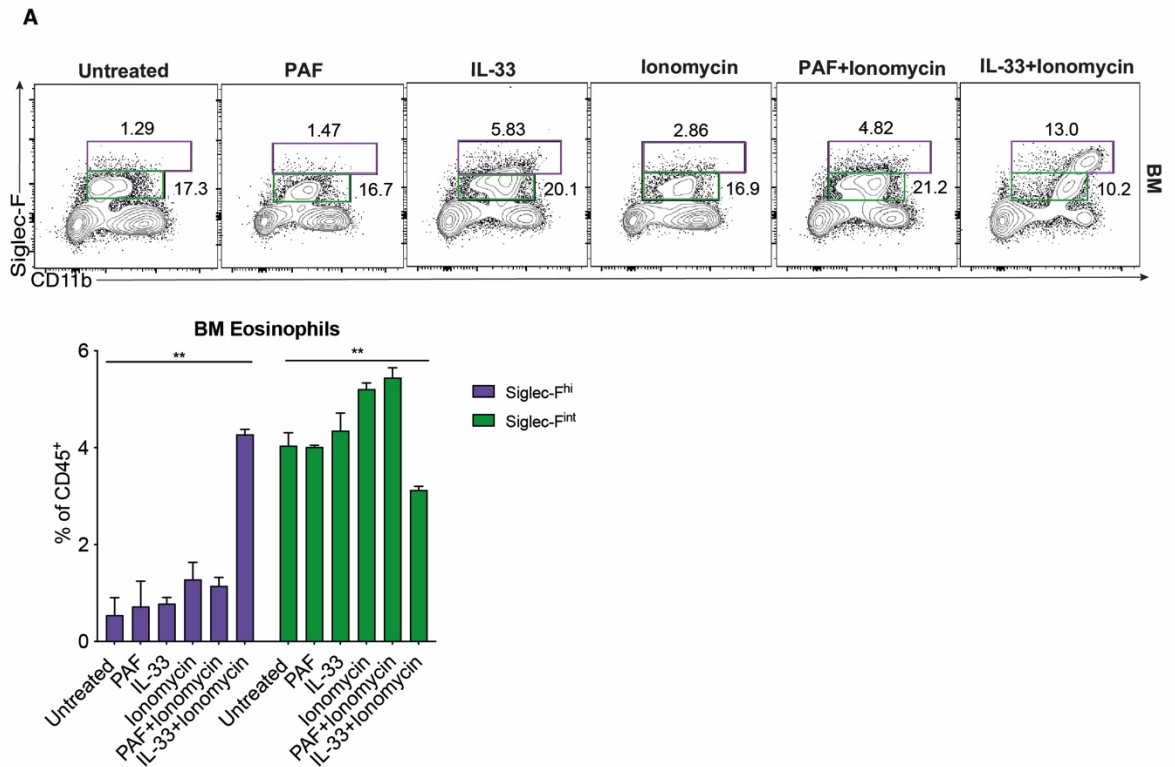 A
Untreated
PAF
IL-33
Ionomycin
PAF+Ionomycin
IL-33+Ionomycin
1.29
17.3
1.47
16.7
5.83
20.1
2.86
16.9
4.82
21.2
13.0
10.2
BM
Siglec-F
CD11b
BM Eosinophils
**
**
6
4
2
0
% of CD45+
Siglec-Fhi
Siglec-Fint
Untreated
PAF
IL-33
Ionomycin
PAF+Ionomycin
IL-33+Ionomycin
Untreated
PAF
IL-33
Ionomycin
PAF+Ionomycin
IL-33+Ionomycin